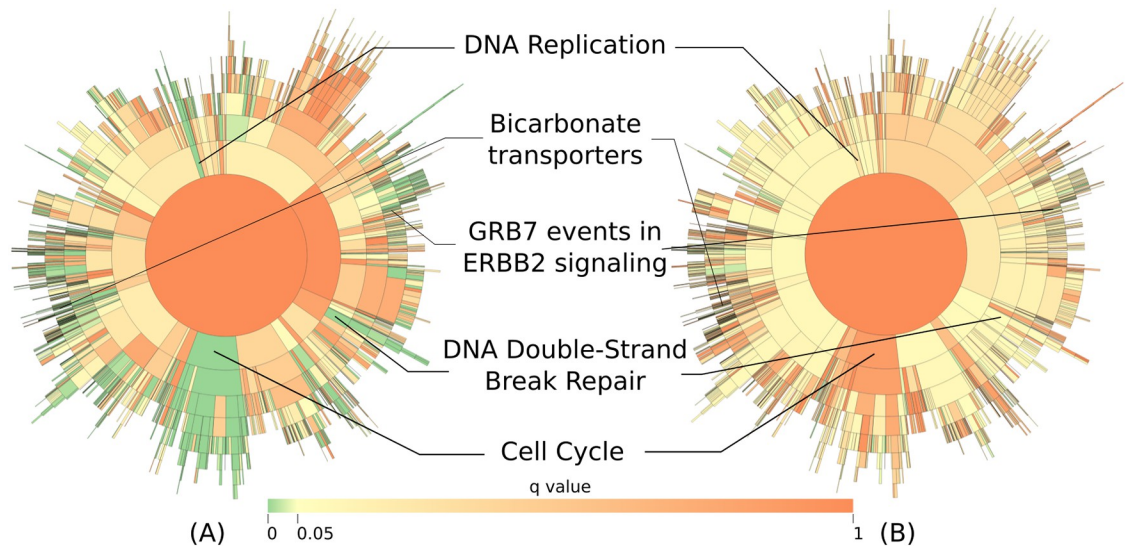 DNA Replication
Bicarbonate
transporters
GRB7 events in
ERBB2 signaling
DNA Double-Strand
Break Repair
Cell Cycle
q value
(A)
0
0.05
1
(B)